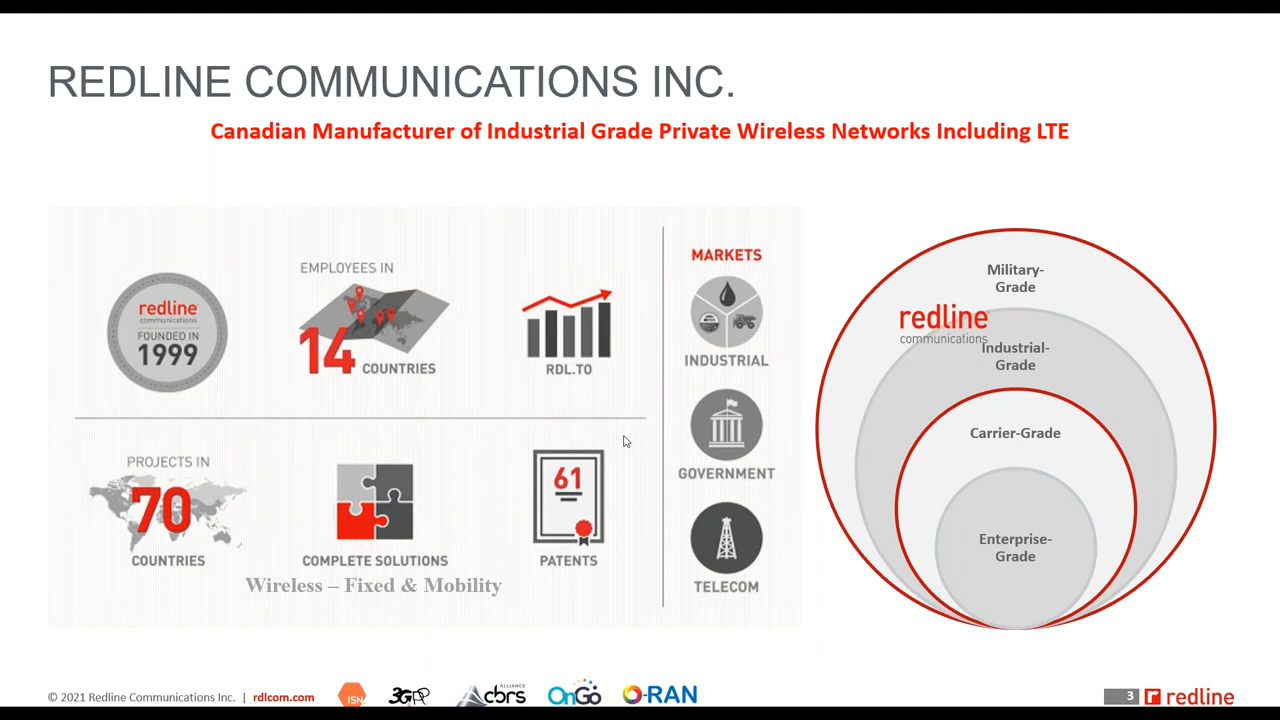 REDLINE COMMUNICATIONS INC.
Canadian Manufacturer of Industrial Grade Private Wireless Networks Including LTE
redline
communications
FOUNDED IN
1999
EMPLOYEES IN
14 COUNTRIES
RDL.TO
PROJECTS IN
70
COUNTRIES
COMPLETE SOLUTIONS
Wireless – Fixed & Mobility
61
PATENTS
MARKETS
INDUSTRIAL
GOVERNMENT
TELECOM
Military-
Grade
redline
communications
Industrial-
Grade
Carrier-Grade
Enterprise-
Grade
© 2021 Redline Communications Inc. | rdlcom.com
ISN
3GPP
ALLIANCE
cbrs
OnGo
O-RAN
3
redline